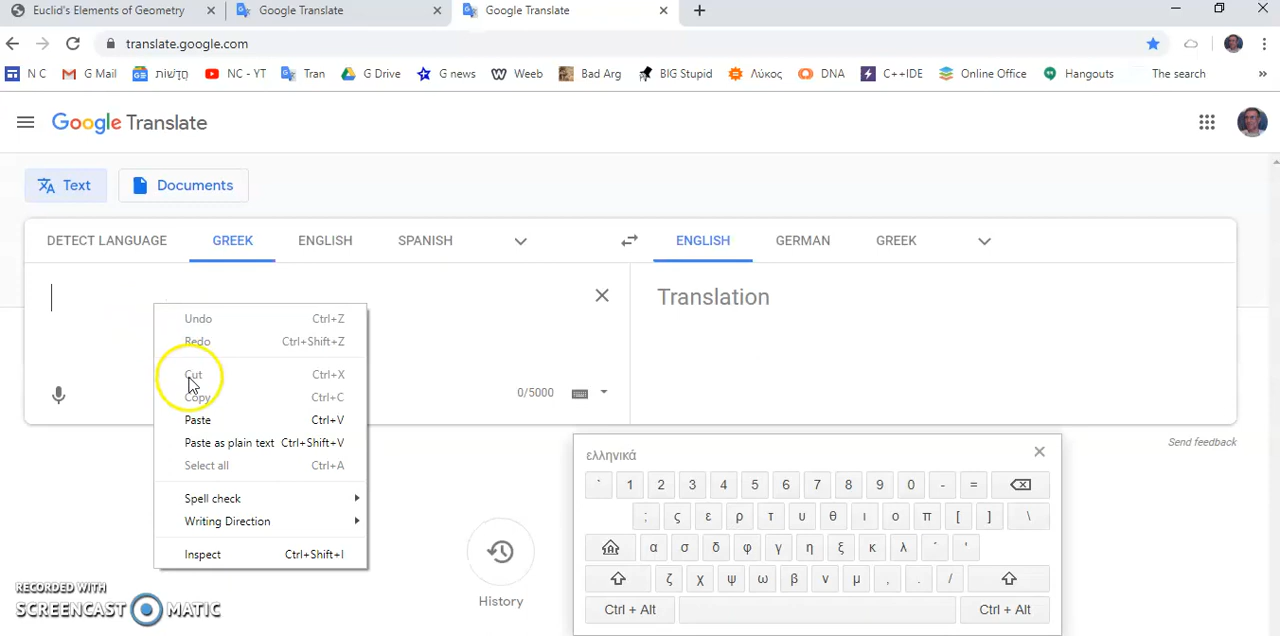 Euclid's Elements of Geometry
Google Translate
Google Translate
translate.google.com
N C G Mail חֲדָשׁוֹת NC - YT Tran G Drive G news Weeb Bad Arg BIG Stupid Λύκος DNA C++IDE Online Office Hangouts The search »
Google Translate
Text Documents
DETECT LANGUAGE GREEK ENGLISH SPANISH ENGLISH GERMAN GREEK
Translation
Undo Ctrl+Z
Redo Ctrl+Shift+Z
Cut Ctrl+X
Copy Ctrl+C
0/5000
Paste Ctrl+V
Paste as plain text Ctrl+Shift+V
Send feedback
Select all Ctrl+A
Spell check
Writing Direction
Inspect Ctrl+Shift+I
ελληνικά
` 1 2 3 4 5 6 7 8 9 0 - =
; ς ε ρ τ υ θ ι ο π [ ] \
α σ δ φ γ η ξ κ λ ΄ '
ζ χ ψ ω β ν μ , . /
Ctrl + Alt Ctrl + Alt
History
RECORDED WITH
SCREENCAST MATIC